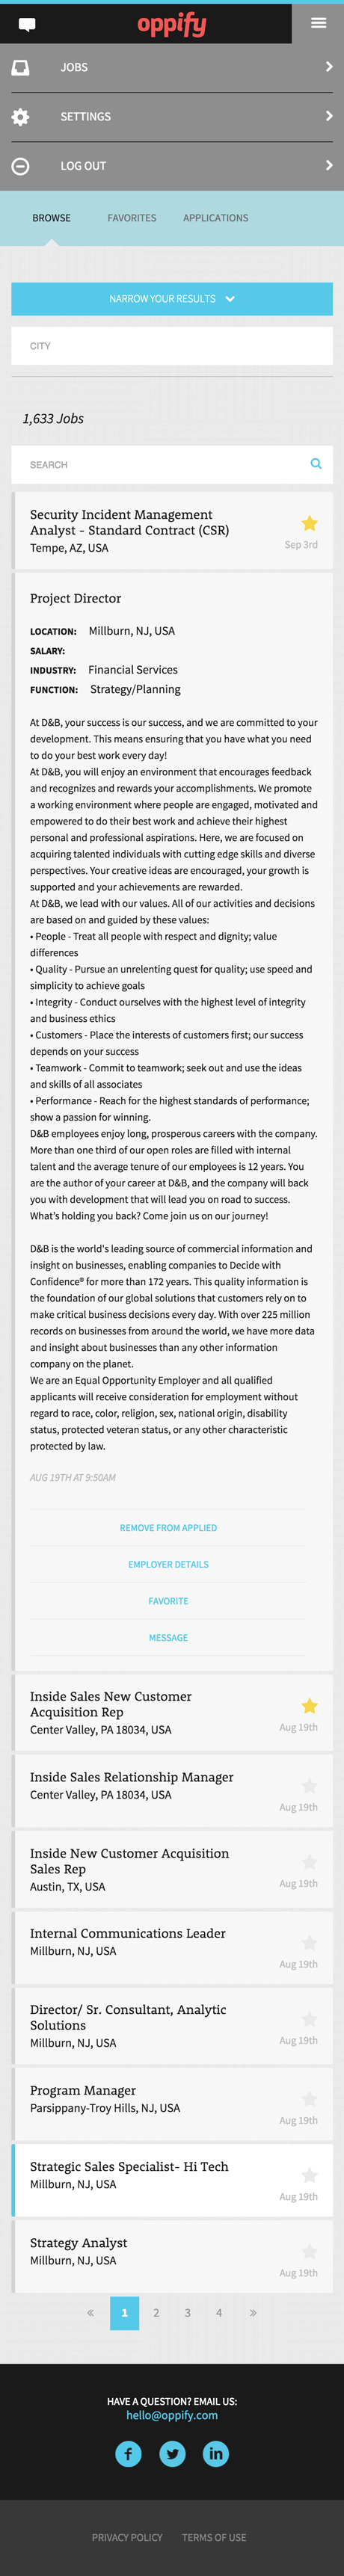 oppify
JOBS
SETTINGS
LOG OUT
BROWSE FAVORITES APPLICATIONS
NARROW YOUR RESULTS
CITY
1,633 Jobs
SEARCH
Security Incident Management
Analyst - Standard Contract (CSR)
Tempe, AZ, USA
Sep 3rd
Project Director
LOCATION: Millburn, NJ, USA
SALARY:
INDUSTRY: Financial Services
FUNCTION: Strategy/Planning
At D&B, your success is our success, and we are committed to your
development. This means ensuring that you have what you need
to do your best work every day!
At D&B, you will enjoy an environment that encourages feedback
and recognizes and rewards your accomplishments. We promote
a working environment where people are engaged, motivated and
empowered to do their best work and achieve their highest
personal and professional aspirations. Here, we are focused on
acquiring talented individuals with cutting edge skills and diverse
perspectives. Your creative ideas are encouraged, your growth is
supported and your achievements are rewarded.
At D&B, we lead with our values. All of our activities and decisions
are based on and guided by these values:
• People - Treat all people with respect and dignity; value
differences
• Quality - Pursue an unrelenting quest for quality; use speed and
simplicity to achieve goals
• Integrity - Conduct ourselves with the highest level of integrity
and business ethics
• Customers - Place the interests of customers first; our success
depends on your success
• Teamwork - Commit to teamwork; seek out and use the ideas
and skills of all associates
• Performance - Reach for the highest standards of performance;
show a passion for winning.
D&B employees enjoy long, prosperous careers with the company.
More than one third of our open roles are filled with internal
talent and the average tenure of our employees is 12 years. You
are the author of your career at D&B, and the company will back
you with development that will lead you on road to success.
What's holding you back? Come join us on our journey!
D&B is the world's leading source of commercial information and
insight on businesses, enabling companies to Decide with
Confidence® for more than 172 years. This quality information is
the foundation of our global solutions that customers rely on to
make critical business decisions every day. With over 225 million
records on businesses from around the world, we have more data
and insight about businesses than any other information
company on the planet.
We are an Equal Opportunity Employer and all qualified
applicants will receive consideration for employment without
regard to race, color, religion, sex, national origin, disability
status, protected veteran status, or any other characteristic
protected by law.
AUG 19TH AT 9:50AM
REMOVE FROM APPLIED
EMPLOYER DETAILS
FAVORITE
MESSAGE
Inside Sales New Customer
Acquisition Rep
Center Valley, PA 18034, USA
Aug 19th
Inside Sales Relationship Manager
Center Valley, PA 18034, USA
Aug 19th
Inside New Customer Acquisition
Sales Rep
Austin, TX, USA
Aug 19th
Internal Communications Leader
Millburn, NJ, USA
Aug 19th
Director/ Sr. Consultant, Analytic
Solutions
Millburn, NJ, USA
Aug 19th
Program Manager
Parsippany-Troy Hills, NJ, USA
Aug 19th
Strategic Sales Specialist- Hi Tech
Millburn, NJ, USA
Aug 19th
Strategy Analyst
Millburn, NJ, USA
Aug 19th
« 1 2 3 4 »
HAVE A QUESTION? EMAIL US:
hello@oppify.com
PRIVACY POLICY TERMS OF USE